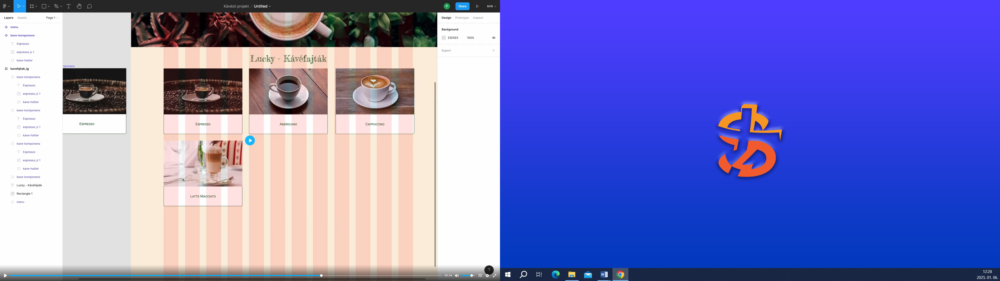 Kávézó projekt / Untitled
P
Share
84%
Layers
Assets
Page 1
Design
Prototype
Inspect
menu
kave-komponens
Espresso
espresso_k 1
kave-hatter
kavefajtak_lg
kave-komponens
Espresso
espresso_k 1
kave-hatter
kave-komponens
Espresso
espresso_k 1
kave-hatter
kave-komponens
Espresso
espresso_k 1
kave-hatter
kave-komponens
Lucky - Kávéfajták
Rectangle 1
menu
mponens
Espresso
Lucky - Kávéfajták
Espresso
Americano
Cappuccino
Latte Macciato
Background
E5E5E5
100%
Export
?
-01:14
12:28
2025. 01. 06.